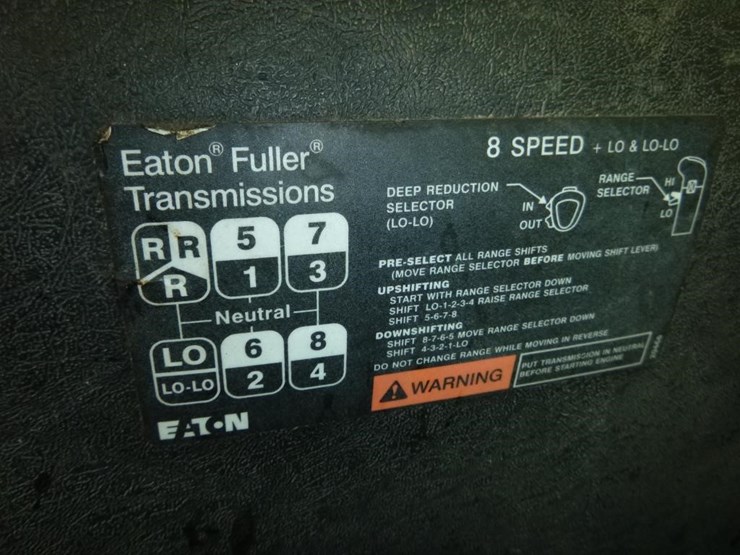 Eaton® Fuller®
Transmissions
8 SPEED + LO & LO-LO
DEEP REDUCTION
SELECTOR
(LO-LO)
IN
OUT
RANGE
SELECTOR
HI
LO
R R 5 7
R 1 3
Neutral
LO 6 8
LO-LO 2 4
PRE-SELECT ALL RANGE SHIFTS
(MOVE RANGE SELECTOR BEFORE MOVING SHIFT LEVER)
UPSHIFTING
START WITH RANGE SELECTOR DOWN
SHIFT LO-1-2-3-4 RAISE RANGE SELECTOR
SHIFT 5-6-7-8
DOWNSHIFTING
SHIFT 8-7-6-5 MOVE RANGE SELECTOR DOWN
SHIFT 4-3-2-1-LO
DO NOT CHANGE RANGE WHILE MOVING IN REVERSE
WARNING
PUT TRANSMISSION IN NEUTRAL
BEFORE STARTING ENGINE
EATON